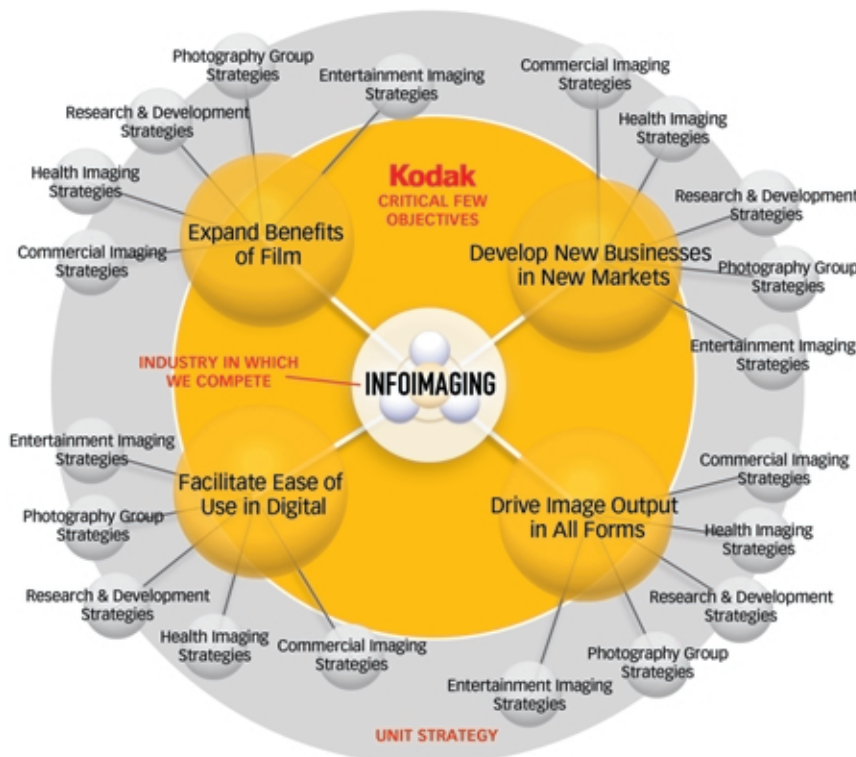 Photography Group
Strategies
Entertainment Imaging
Strategies
Research & Development
Strategies
Health Imaging
Strategies
Commercial Imaging
Strategies
Expand Benefits
of Film
Kodak
CRITICAL FEW
OBJECTIVES
Commercial Imaging
Strategies
Health Imaging
Strategies
Research & Development
Strategies
Photography Group
Strategies
Entertainment Imaging
Strategies
Develop New Businesses
in New Markets
INDUSTRY IN WHICH
WE COMPETE
INFOIMAGING
Entertainment Imaging
Strategies
Photography Group
Strategies
Research & Development
Strategies
Health Imaging
Strategies
Commercial Imaging
Strategies
Facilitate Ease of
Use in Digital
Drive Image Output
in All Forms
Commercial Imaging
Strategies
Health Imaging
Strategies
Research & Development
Strategies
Photography Group
Strategies
Entertainment Imaging
Strategies
UNIT STRATEGY